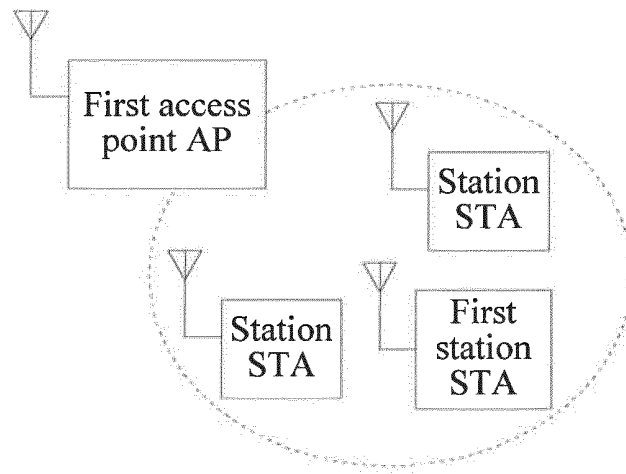 First access
point AP
Station
STA
Station
STA
First
station
STA